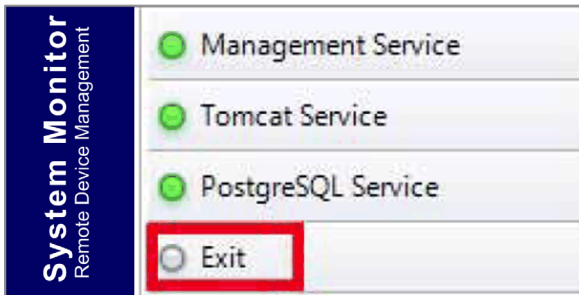 System Monitor
Remote Device Management
Management Service
Tomcat Service
PostgreSQL Service
Exit